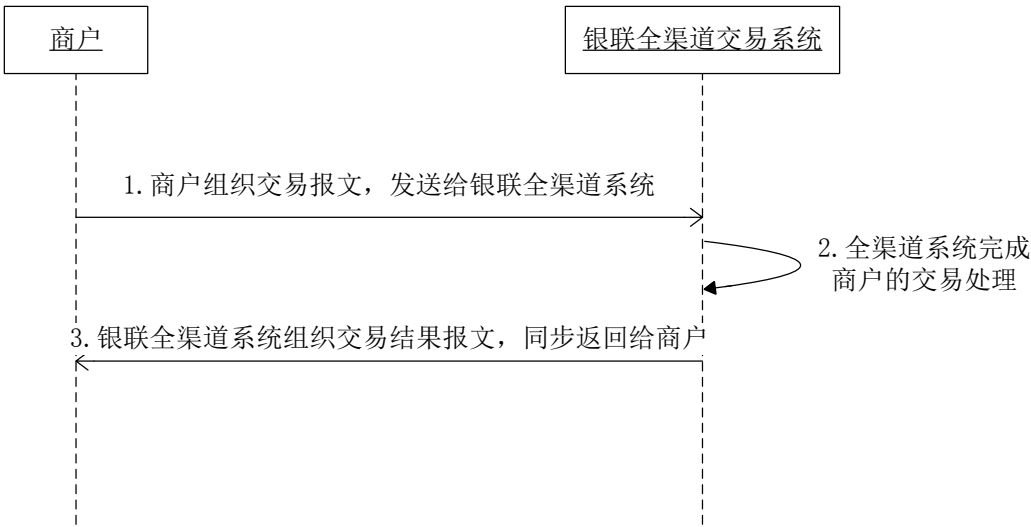 商户
银联全渠道交易系统
1.商户组织交易报文，发送给银联全渠道系统
2.全渠道系统完成
商户的交易处理
3.银联全渠道系统组织交易结果报文，同步返回给商户